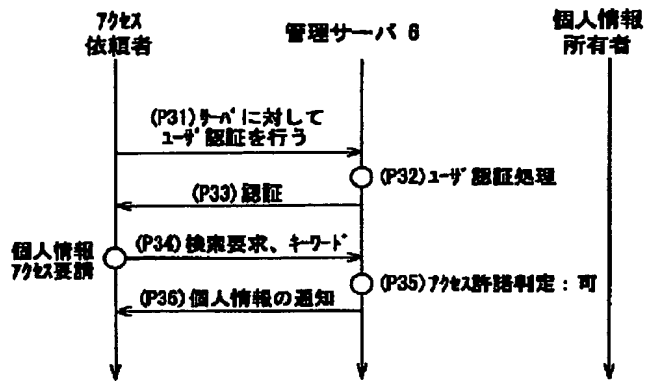 アクセス
依頼者
管理サーバ 6
個人情報
所有者
(P31)サーバに対して
ユーザ認証を行う
(P32)ユーザ認証処理
(P33)認証
(P34)検索要求、キーワード
個人情報
アクセス要請
(P35)アクセス許諾判定：可
(P36)個人情報の通知